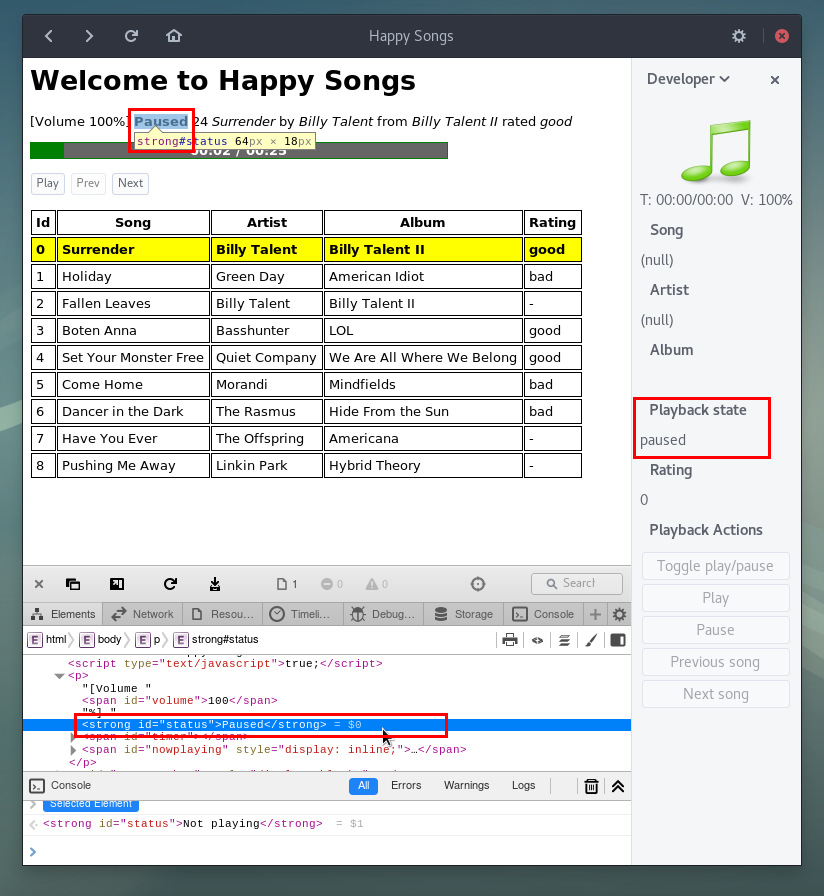 Happy Songs
Welcome to Happy Songs
[Volume 100%] Paused 24 Surrender by Billy Talent from Billy Talent II rated good
strong#status 64px × 18px
00:02 / 00:25
Play Prev Next
Id Song Artist Album Rating
0 Surrender Billy Talent Billy Talent II good
1 Holiday Green Day American Idiot bad
2 Fallen Leaves Billy Talent Billy Talent II -
3 Boten Anna Basshunter LOL good
4 Set Your Monster Free Quiet Company We Are All Where We Belong good
5 Come Home Morandi Mindfields bad
6 Dancer in the Dark The Rasmus Hide From the Sun bad
7 Have You Ever The Offspring Americana -
8 Pushing Me Away Linkin Park Hybrid Theory -
Developer
T: 00:00/00:00 V: 100%
Song
(null)
Artist
(null)
Album
Playback state
paused
Rating
0
Playback Actions
Toggle play/pause
Play
Pause
Previous song
Next song
1 0 0 Search
Elements Network Resou... Timeli... Debug... Storage Console
E html E body E p E strong#status
<script type="text/javascript">true;</script>
<p>
"[Volume "
<span id="volume">100</span>
"%] "
<strong id="status">Paused</strong> = $0
<span id="timer"></span>
<span id="nowplaying" style="display: inline;">…</span>
</p>
Console All Errors Warnings Logs
Selected Element
<strong id="status">Not playing</strong> = $1